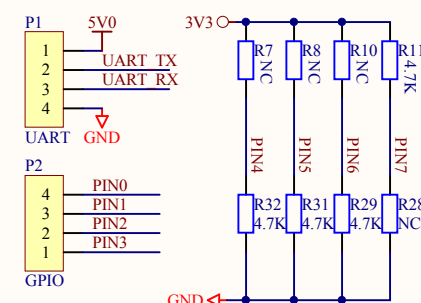 P1
5V0
1
2
UART_TX
3
UART_RX
4
UART
GND
P2
4
PIN0
3
PIN1
2
PIN2
1
PIN3
GPIO
3V3
R7
NC
R8
NC
R10
NC
R11
4.7K
PIN4
PIN5
PIN6
PIN7
R32
4.7K
R31
4.7K
R29
4.7K
R28
NC
GND